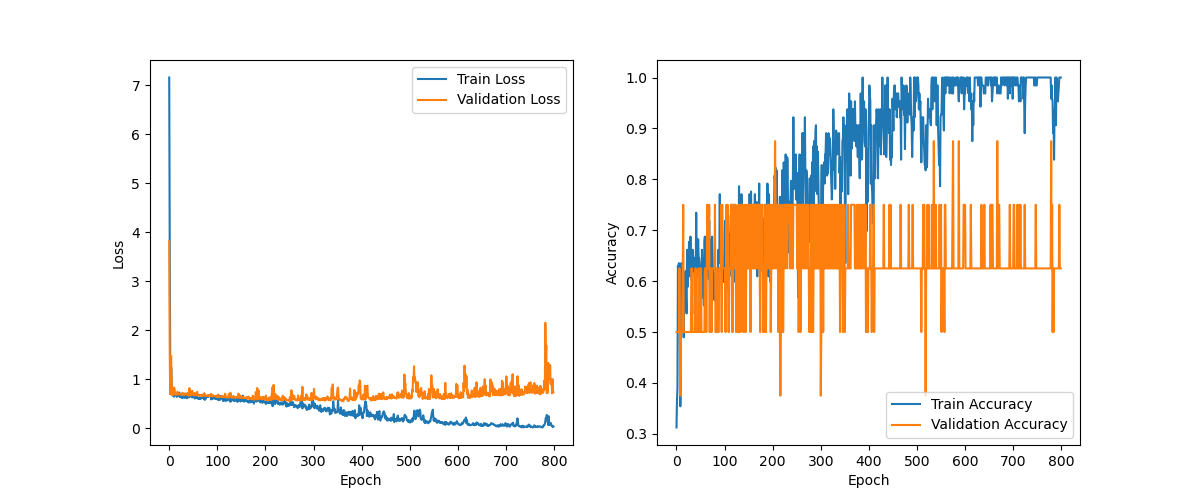 7
6
5
4
3
2
1
0
Loss
Train Loss
Validation Loss
0 100 200 300 400 500 600 700 800
Epoch
1.0
0.9
0.8
0.7
0.6
0.5
0.4
0.3
Accuracy
Train Accuracy
Validation Accuracy
0 100 200 300 400 500 600 700 800
Epoch